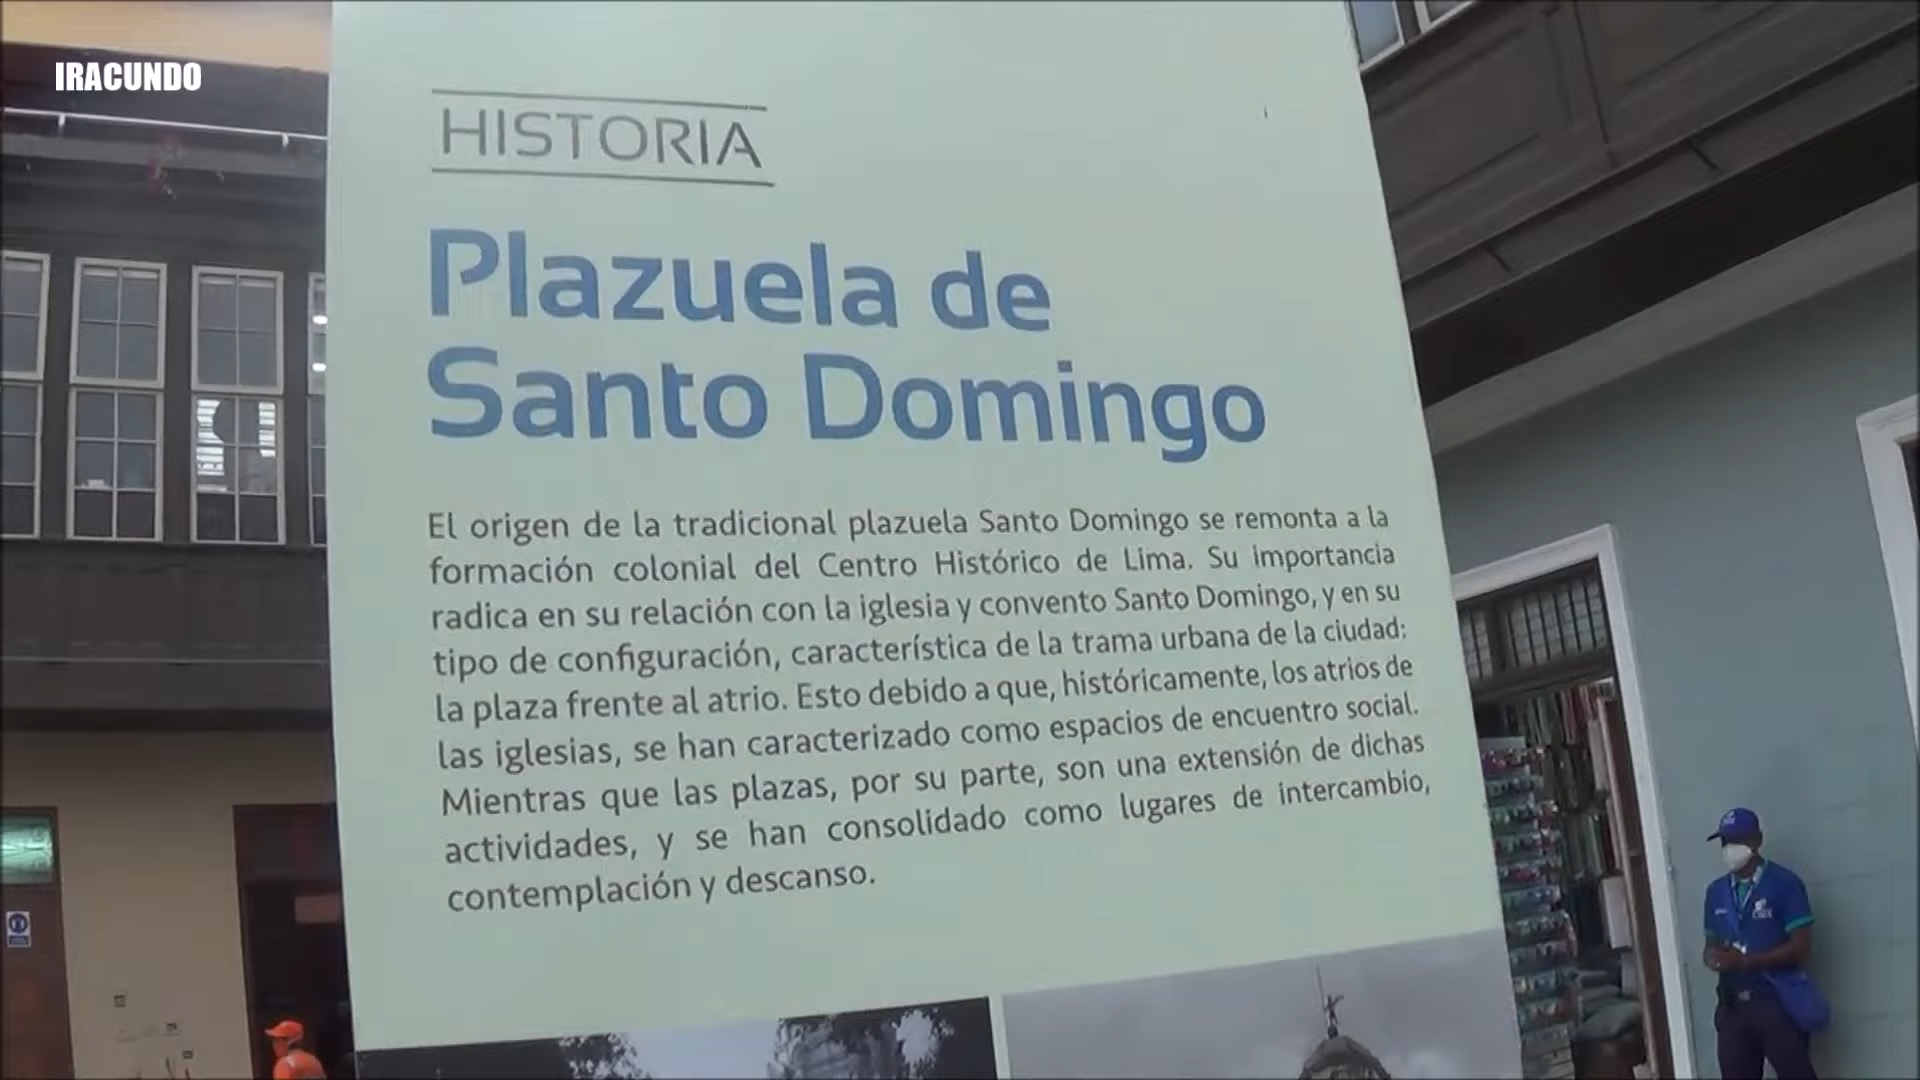 IRACUNDO
HISTORIA
Plazuela de
Santo Domingo
El origen de la tradicional plazuela Santo Domingo se remonta a la
formación colonial del Centro Histórico de Lima. Su importancia
radica en su relación con la iglesia y convento Santo Domingo, y en su
tipo de configuración, característica de la trama urbana de la ciudad:
la plaza frente al atrio. Esto debido a que, históricamente, los atrios de
las iglesias, se han caracterizado como espacios de encuentro social.
Mientras que las plazas, por su parte, son una extensión de dichas
actividades, y se han consolidado como lugares de intercambio,
contemplación y descanso.